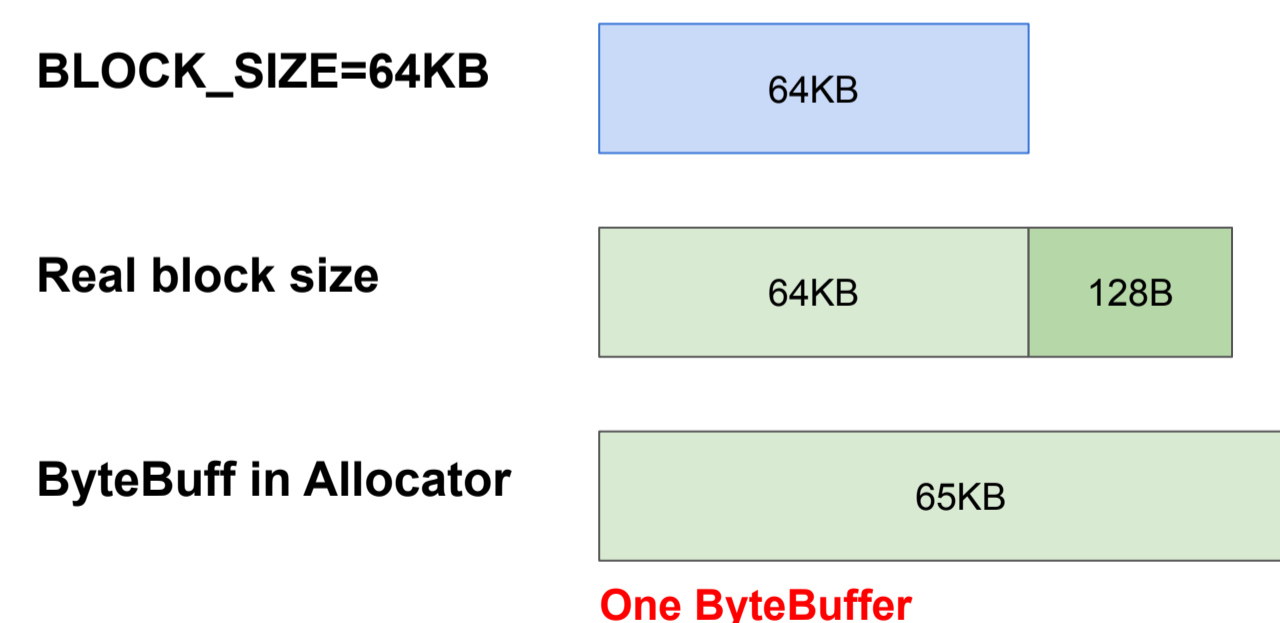 BLOCK_SIZE=64KB
64KB
Real block size
64KB
128B
ByteBuff in Allocator
65KB
One ByteBuffer